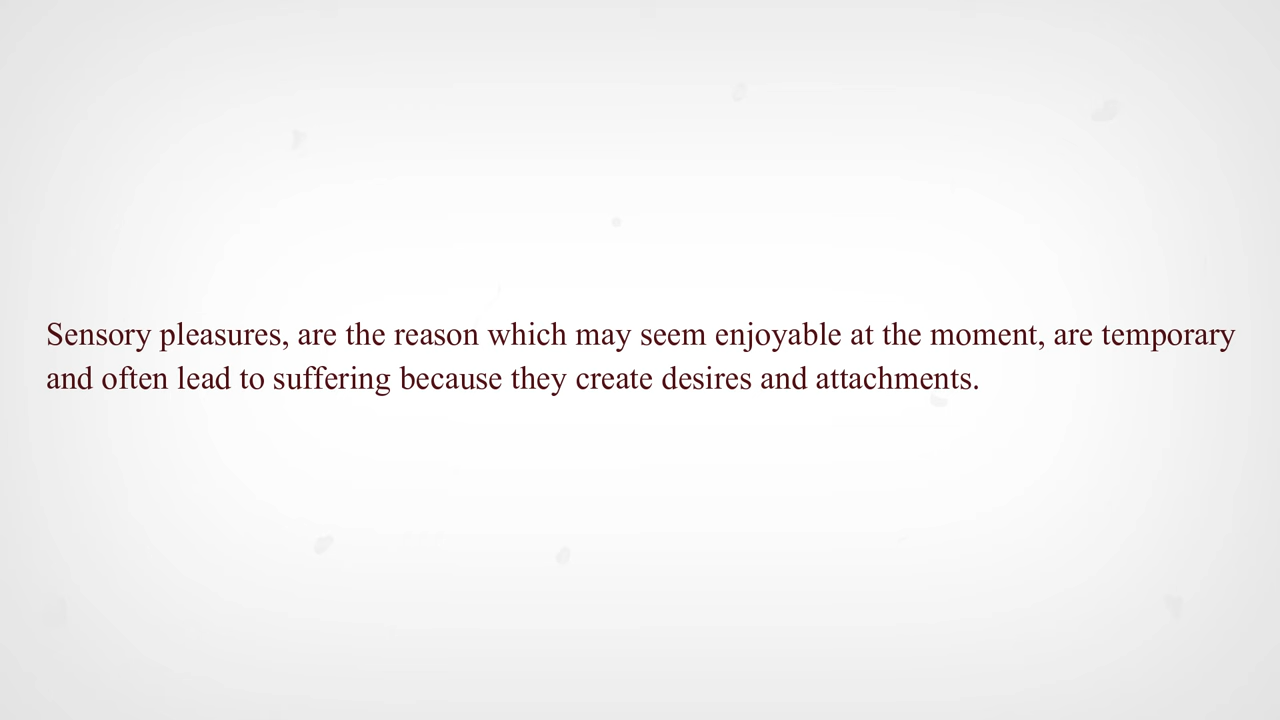 Sensory pleasures, are the reason which may seem enjoyable at the moment, are temporary
and often lead to suffering because they create desires and attachments.